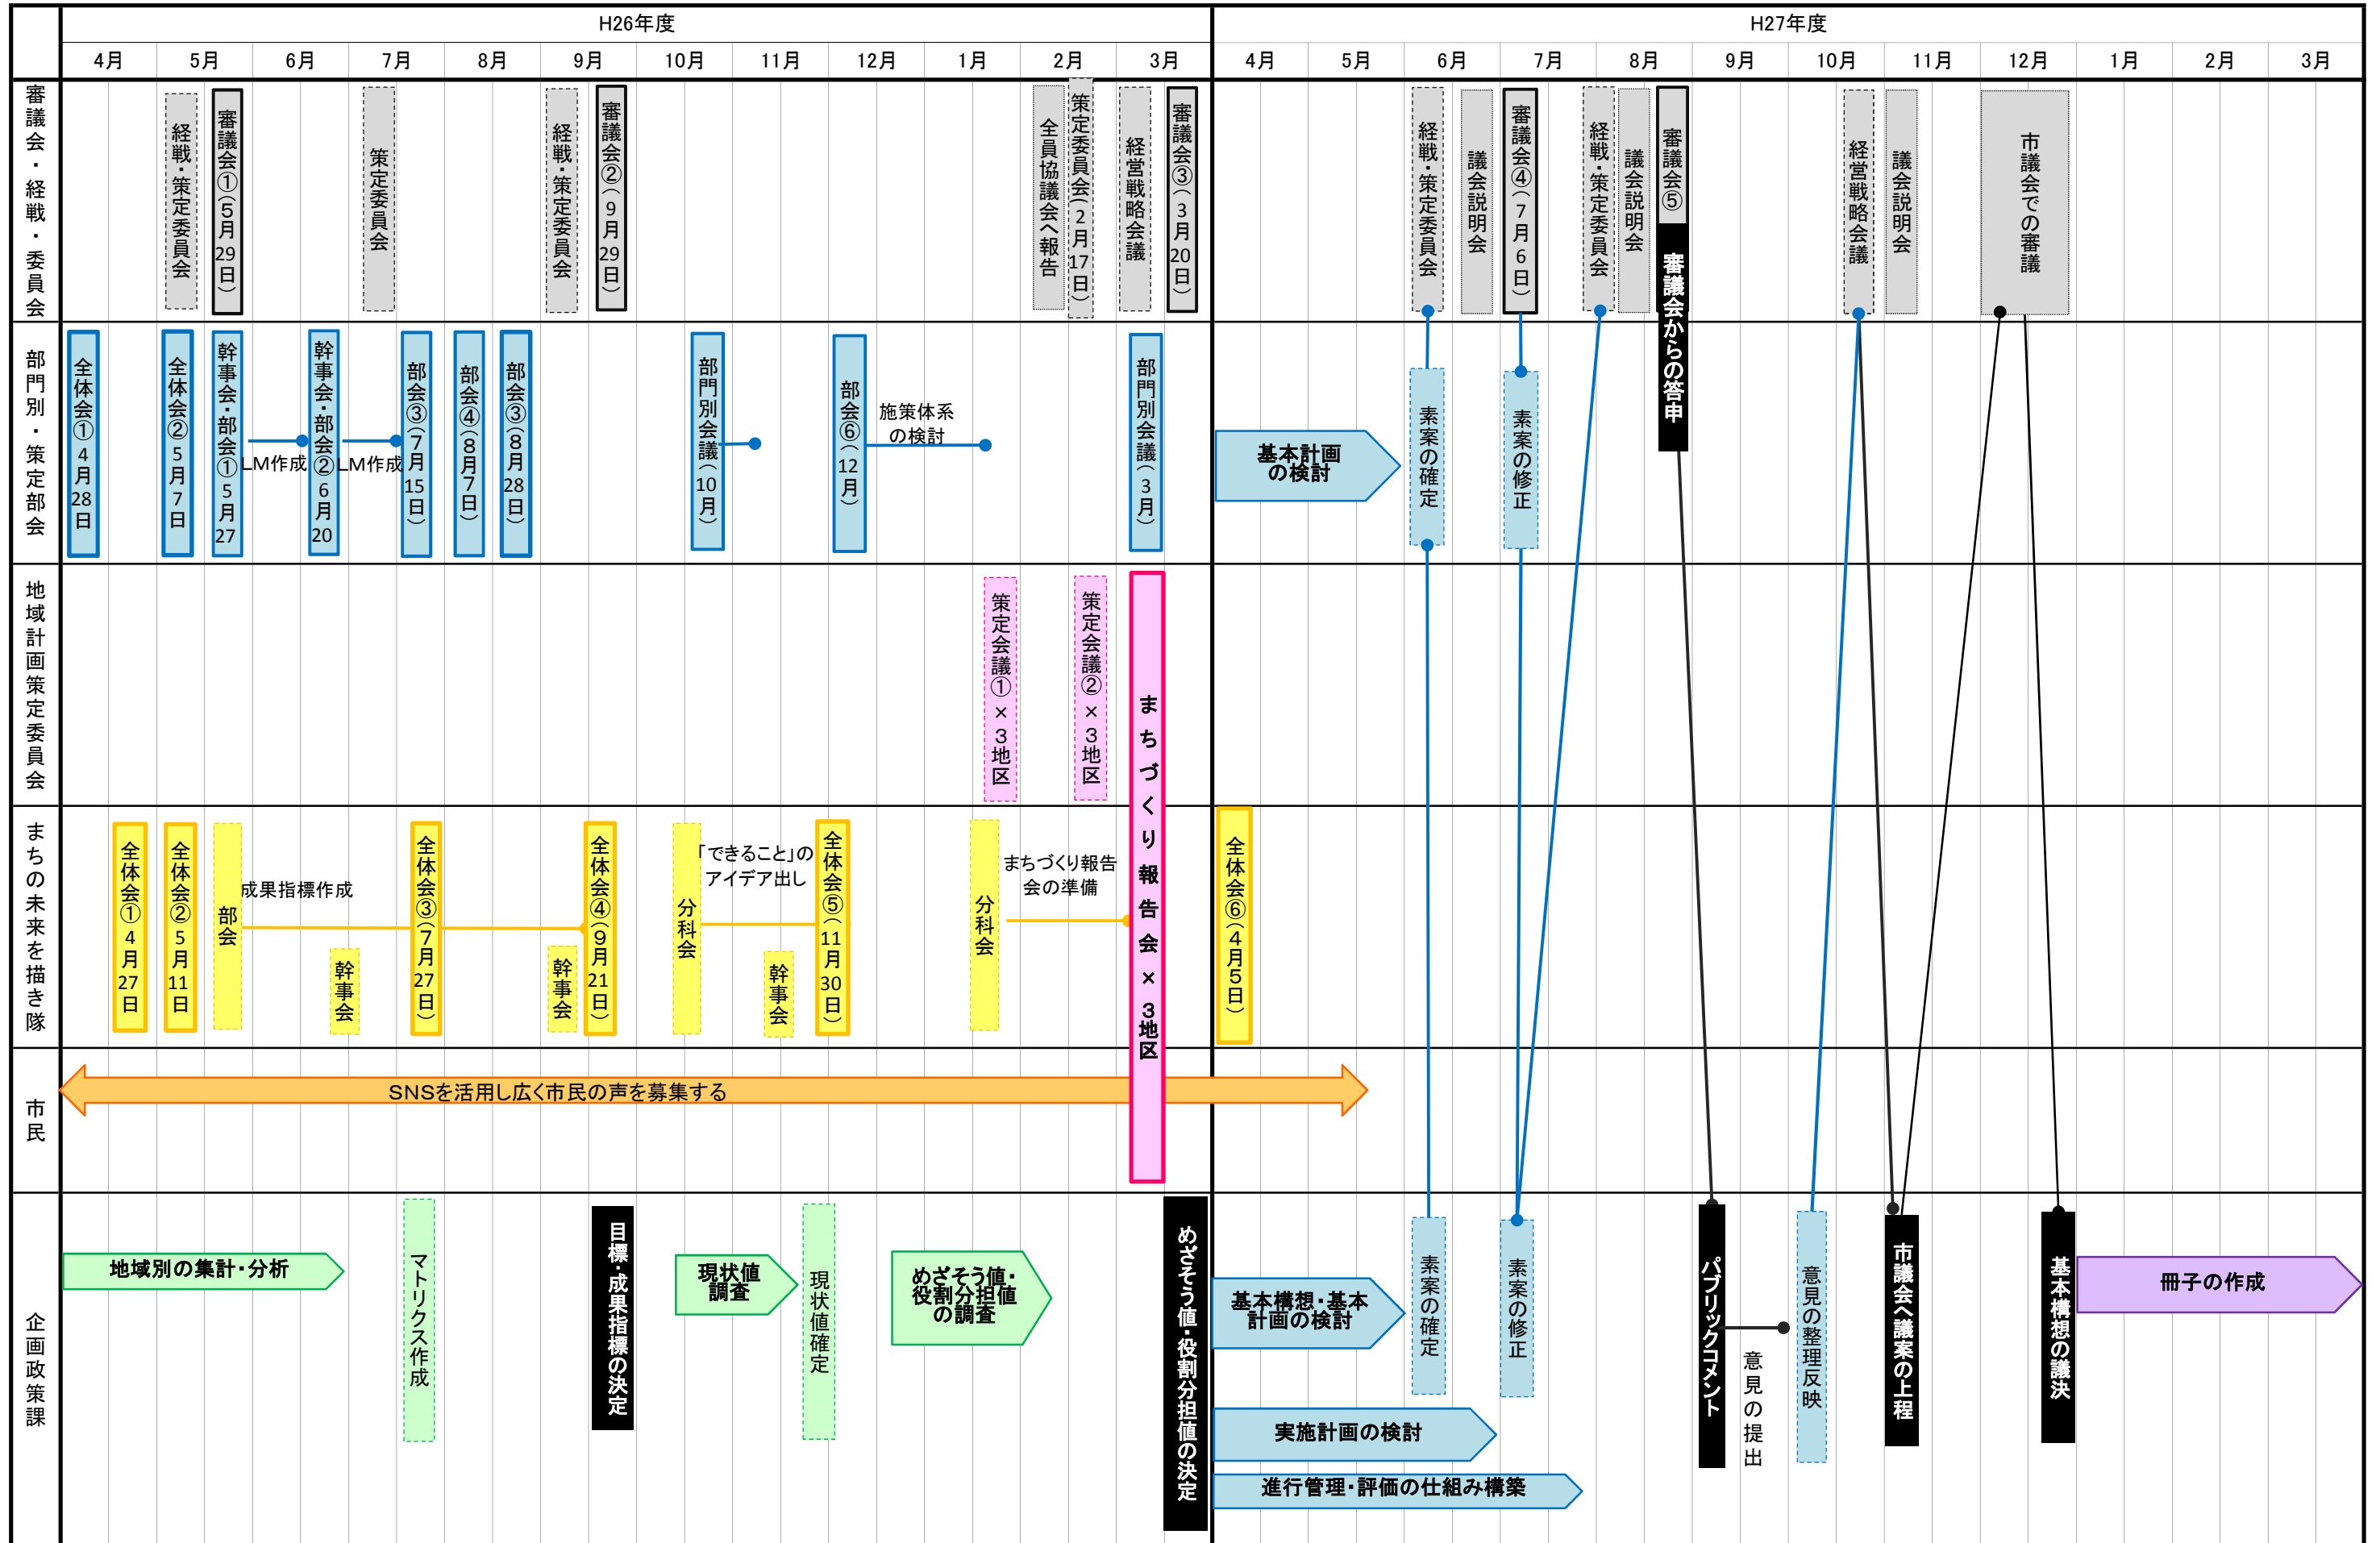 H26年度
H27年度
4月
5月
6月
7月
8月
9月
10月
11月
12月
1月
2月
3月
4月
5月
6月
7月
8月
9月
10月
11月
12月
1月
2月
3月
審議会・経戦・委員会
経戦・策定委員会
審議会①（5月29日）
策定委員会
経戦・策定委員会
審議会②（9月29日）
全員協議会へ報告
策定委員会（2月17日）
経営戦略会議
審議会③（3月20日）
経戦・策定委員会
議会説明会
審議会④（7月6日）
経戦・策定委員会
議会説明会
審議会⑤
審議会からの答申
経営戦略会議
議会説明会
市議会での審議
部門別・策定部会
全体会①4月28日
全体会②5月7日
幹事会・部会①5月27
LM作成
幹事会・部会②6月20
LM作成
部会③（7月15日）
部会④（8月7日）
部会③（8月28日）
部門別会議（10月）
部会⑥（12月）
施策体系
の検討
部門別会議（3月）
基本計画
の検討
素案の確定
素案の修正
地域計画策定委員会
策定会議①×3地区
策定会議②×3地区
まちづくり報告会×3地区
まちの未来を描き隊
全体会①4月27日
全体会②5月11日
部会
成果指標作成
幹事会
全体会③（7月27日）
幹事会
全体会④（9月21日）
分科会
「できること」の
アイデア出し
幹事会
全体会⑤（11月30日）
分科会
まちづくり報告
会の準備
全体会⑥（4月5日）
市民
SNSを活用し広く市民の声を募集する
企画政策課
地域別の集計・分析
マトリクス作成
目標・成果指標の決定
現状値
調査
現状値確定
めざそう値・
役割分担値
の調査
めざそう値・役割分担値の決定
基本構想・基本
計画の検討
素案の確定
素案の修正
実施計画の検討
進行管理・評価の仕組み構築
パブリックコメント
意見の提出
意見の整理反映
市議会へ議案の上程
基本構想の議決
冊子の作成